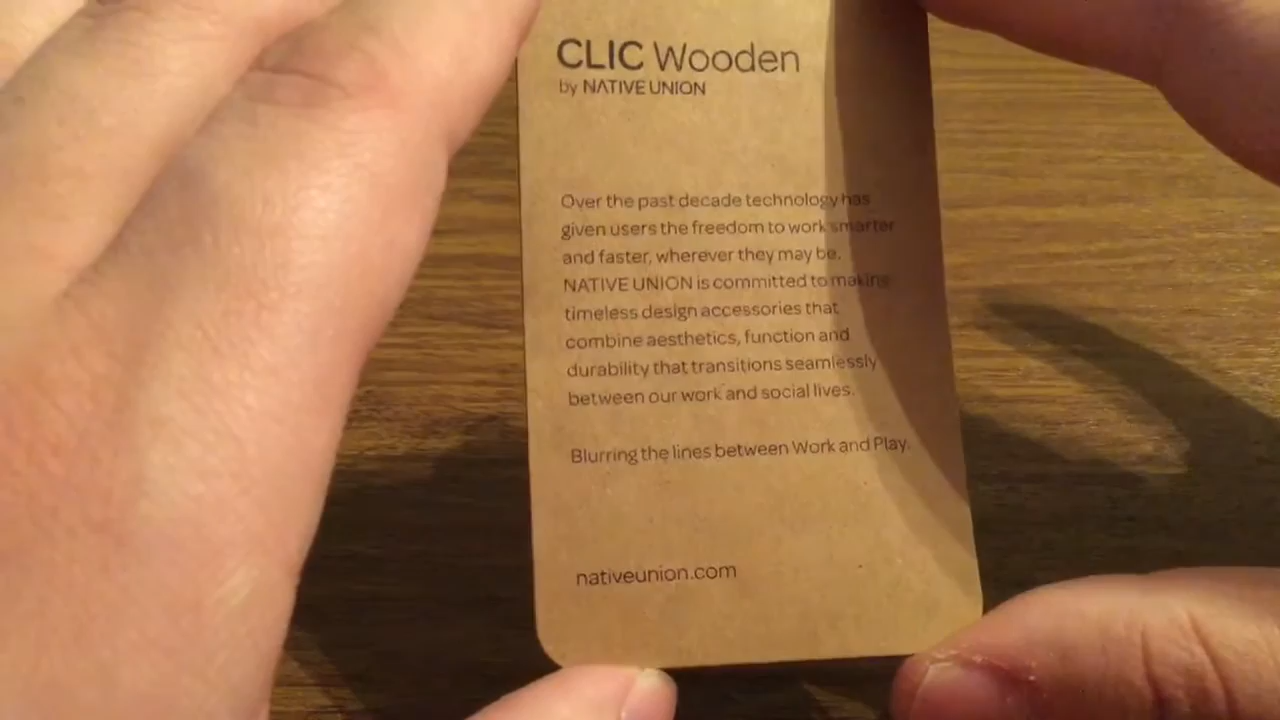 CLIC Wooden
by NATIVE UNION
Over the past decade technology has
given users the freedom to work smarter
and faster, wherever they may be.
NATIVE UNION is committed to making
timeless design accessories that
combine aesthetics, function and
durability that transitions seamlessly
between our work and social lives.
Blurring the lines between Work and Play.
nativeunion.com